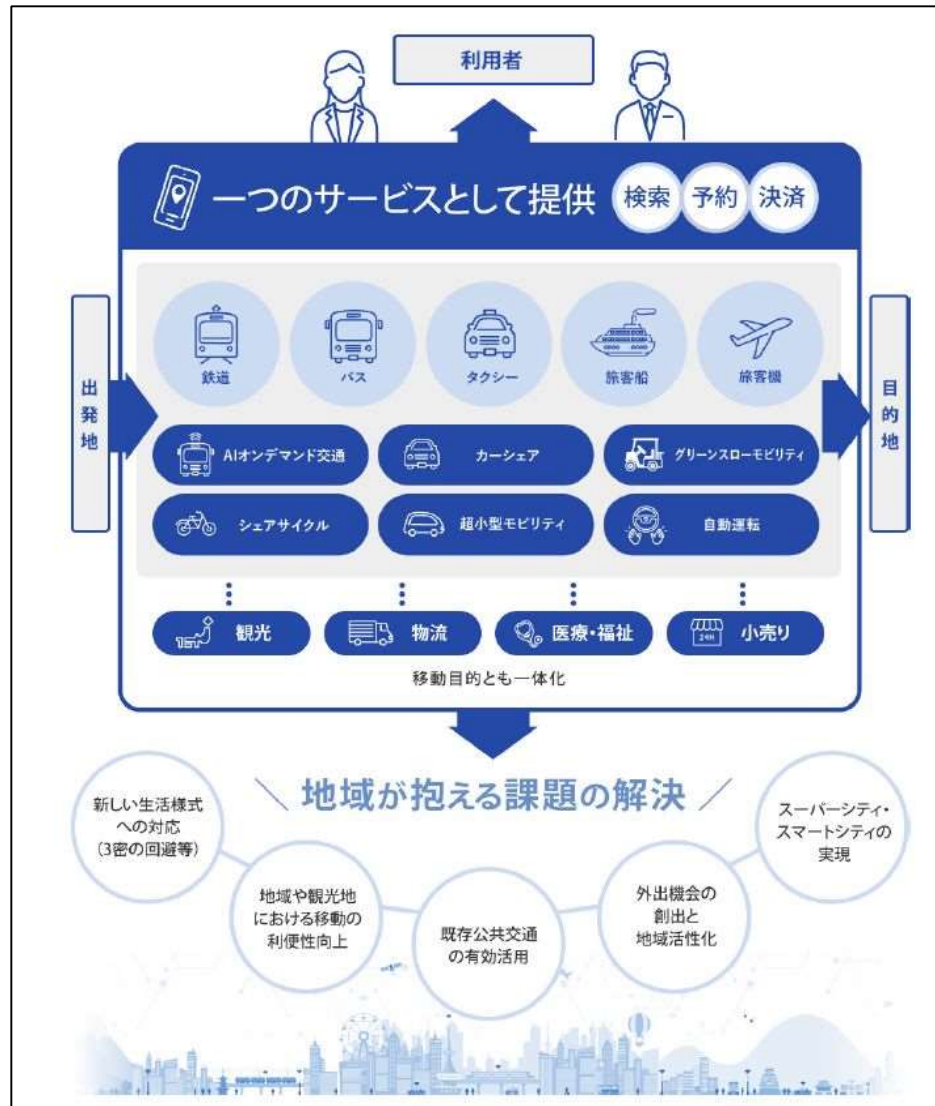 利用者
一つのサービスとして提供
検索 予約 決済
出発地
目的地
鉄道
バス
タクシー
旅客船
旅客機
AIオンデマンド交通
カーシェア
グリーンスローモビリティ
シェアサイクル
超小型モビリティ
自動運転
観光
物流
医療・福祉
24H
小売り
移動目的とも一体化
地域が抱える課題の解決
新しい生活様式
への対応
(3密の回避等)
地域や観光地
における移動の
利便性向上
既存公共交通
の有効活用
外出機会の
創出と
地域活性化
スーパーシティ・
スマートシティの
実現